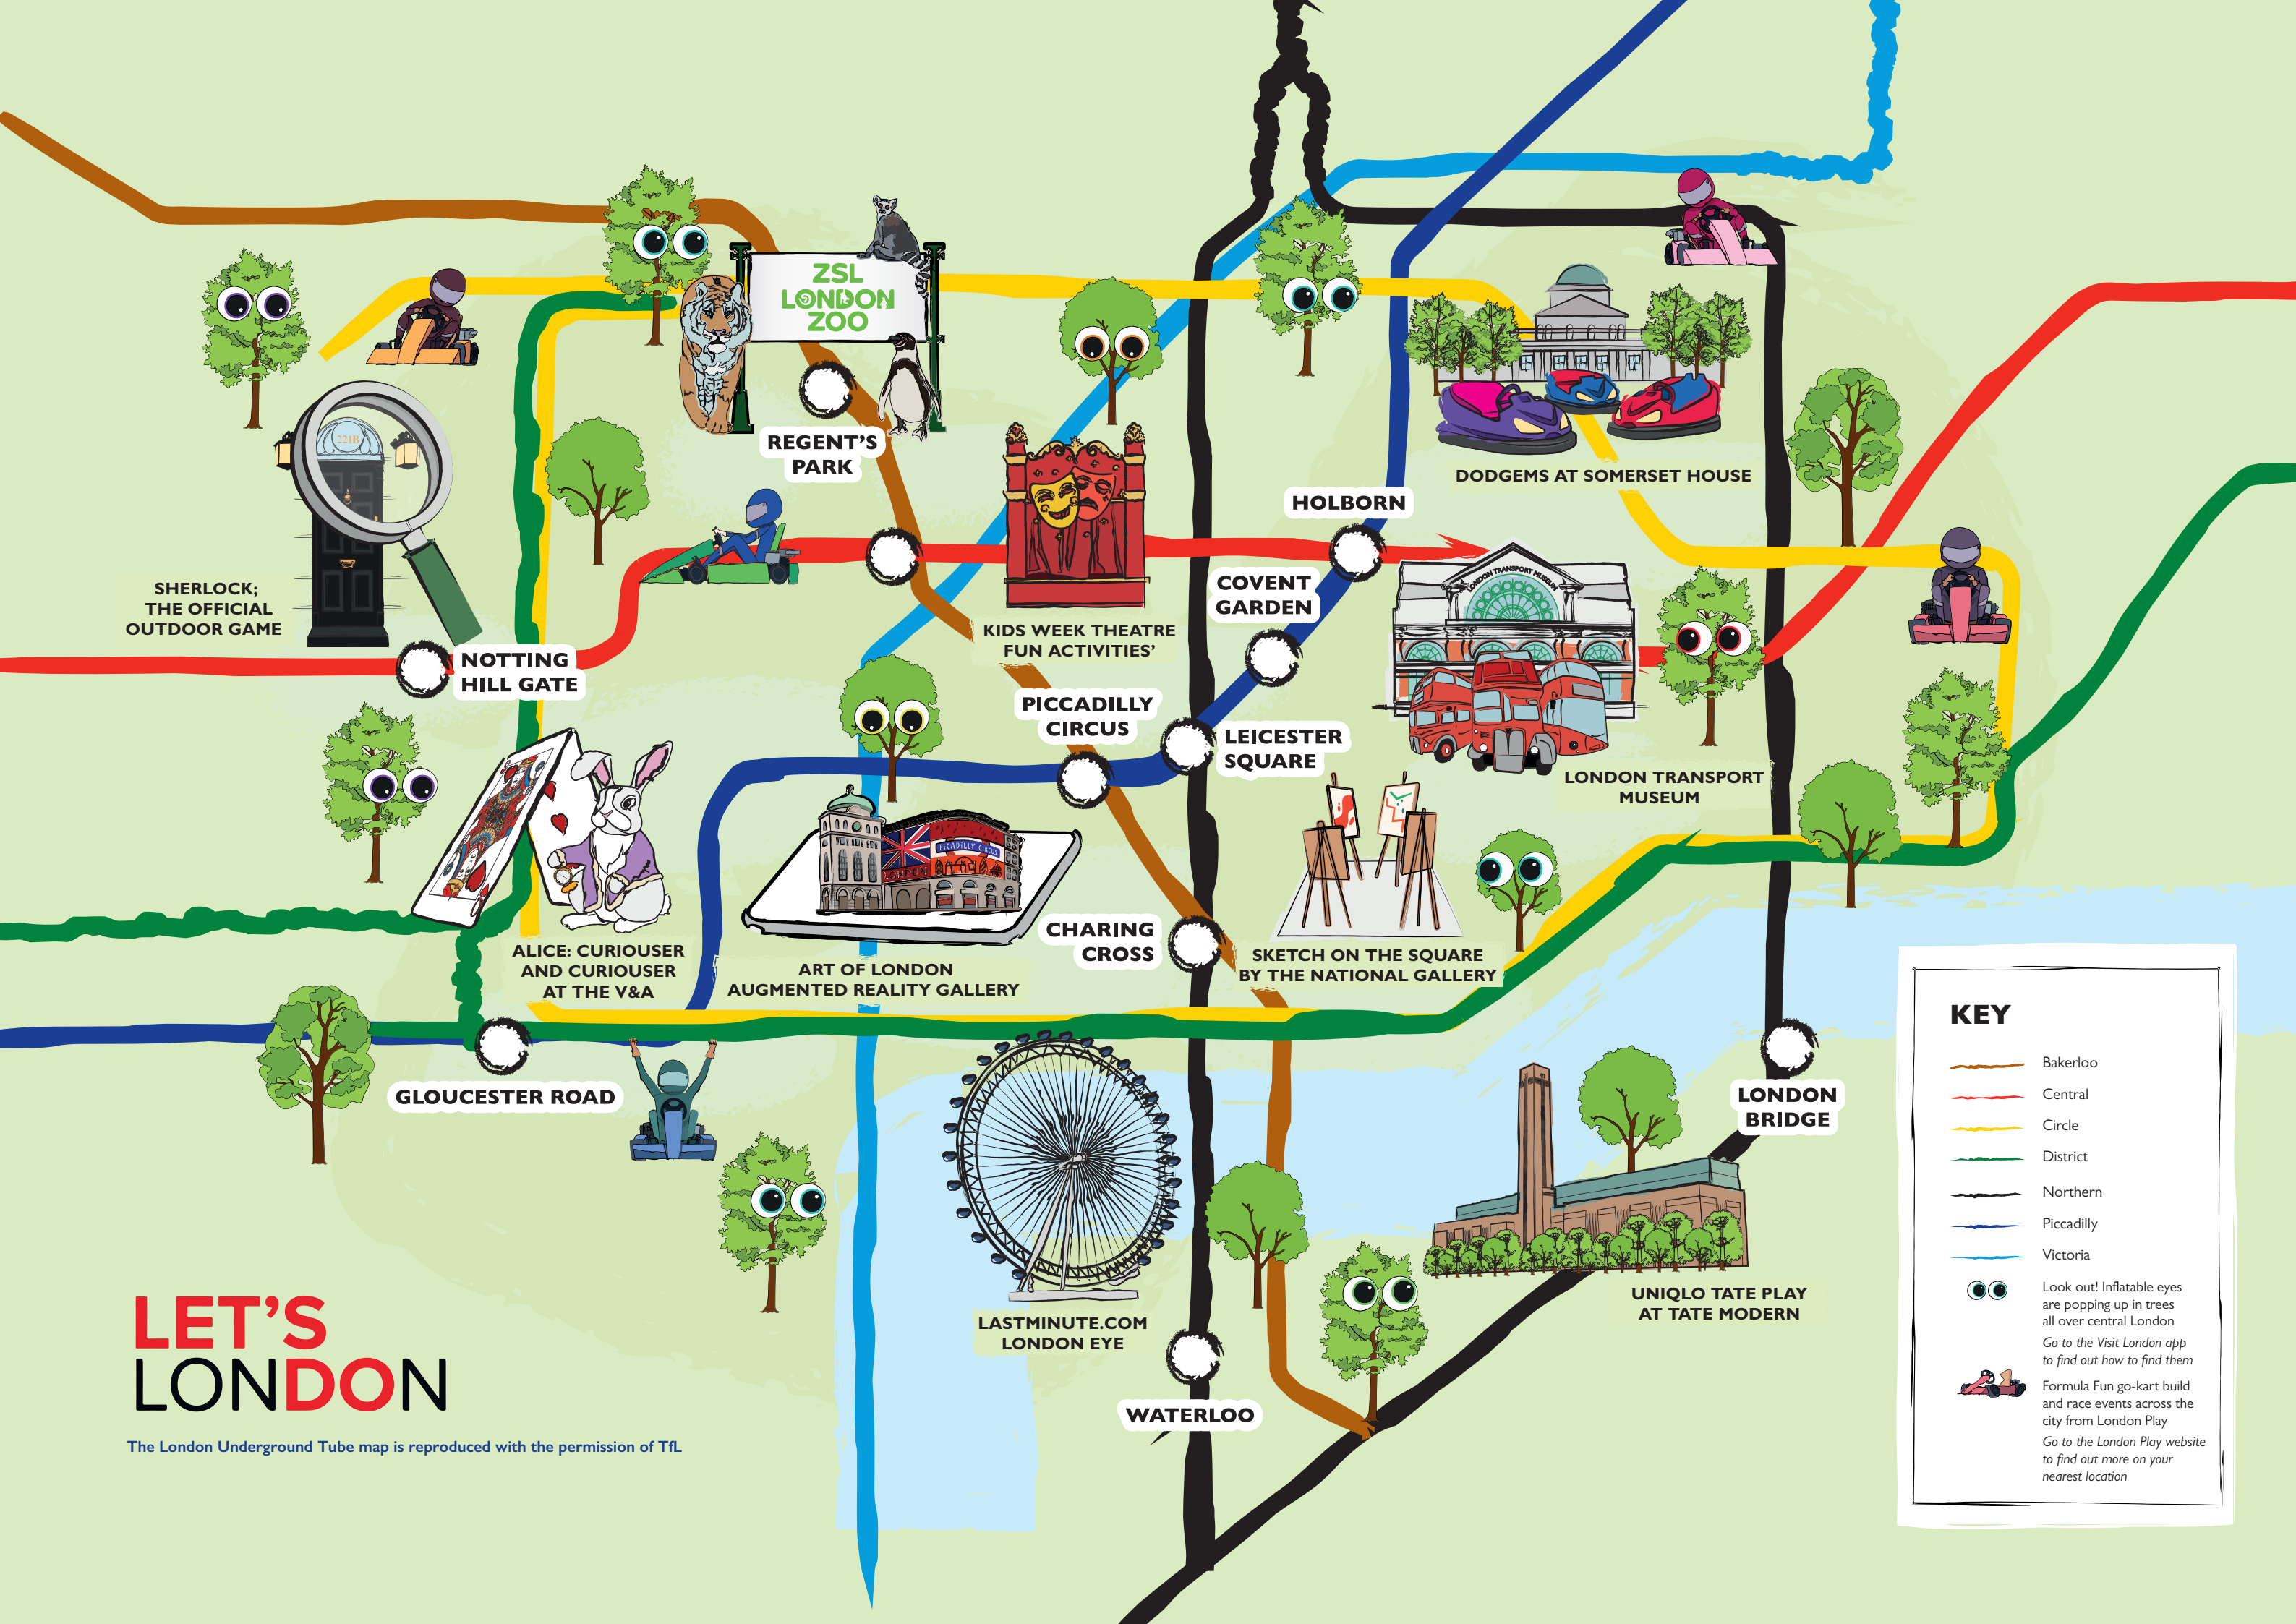 ZSL
LONDON
ZOO
REGENT'S
PARK
221B
SHERLOCK;
THE OFFICIAL
OUTDOOR GAME
NOTTING
HILL GATE
KIDS WEEK THEATRE
FUN ACTIVITIES’
HOLBORN
COVENT
GARDEN
DODGEMS AT SOMERSET HOUSE
LONDON TRANSPORT MUSEUM
PICCADILLY
CIRCUS
LEICESTER
SQUARE
LONDON TRANSPORT
MUSEUM
PICADILLY CIRCUS
LONDON
CHARING
CROSS
ALICE: CURIOUSER
AND CURIOUSER
AT THE V&A
ART OF LONDON
AUGMENTED REALITY GALLERY
SKETCH ON THE SQUARE
BY THE NATIONAL GALLERY
GLOUCESTER ROAD
LONDON
BRIDGE
LASTMINUTE.COM
LONDON EYE
UNIQLO TATE PLAY
AT TATE MODERN
WATERLOO
LET’S
LONDON
The London Underground Tube map is reproduced with the permission of TfL
KEY
Bakerloo
Central
Circle
District
Northern
Piccadilly
Victoria
Look out! Inflatable eyes
are popping up in trees
all over central London
Go to the Visit London app
to find out how to find them
Formula Fun go-kart build
and race events across the
city from London Play
Go to the London Play website
to find out more on your
nearest location